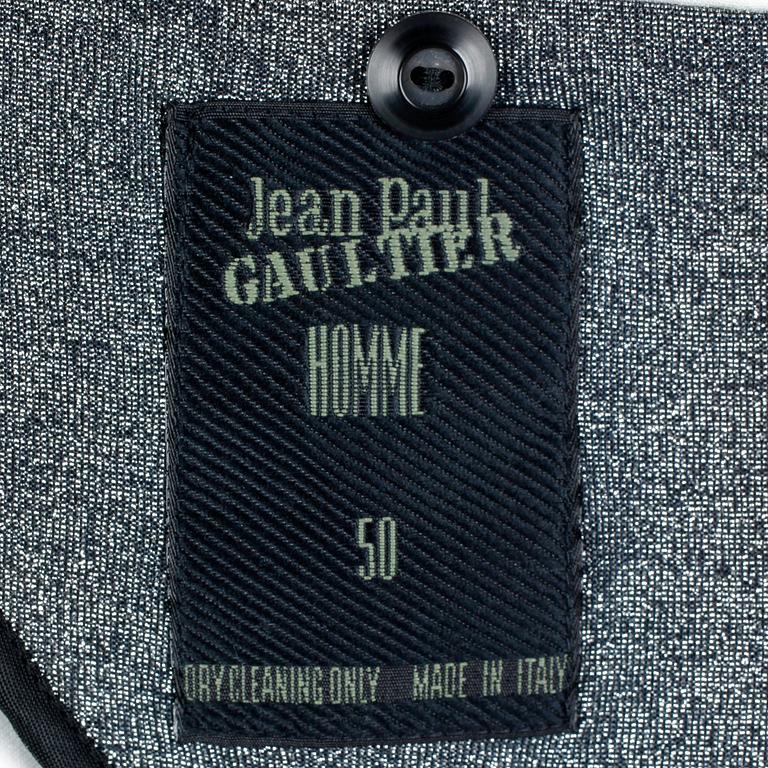 Jean Paul
GAULTIER
HOMME
50
DRY CLEANING ONLY MADE IN ITALY